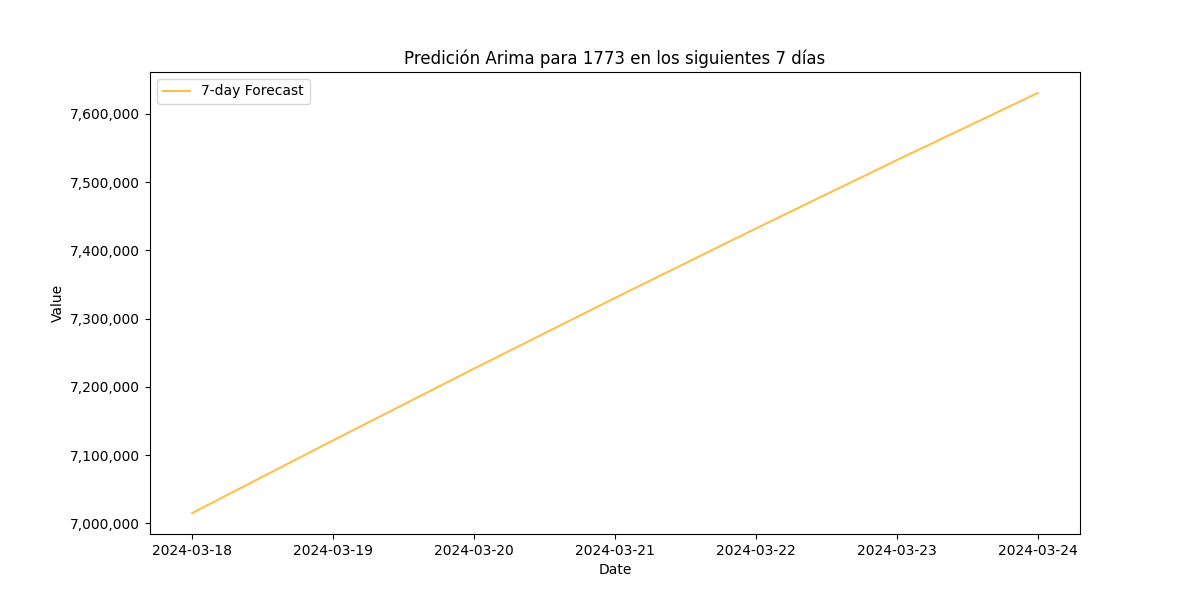 Predición Arima para 1773 en los siguientes 7 días
7-day Forecast
Value
7,600,000
7,500,000
7,400,000
7,300,000
7,200,000
7,100,000
7,000,000
2024-03-18 2024-03-19 2024-03-20 2024-03-21 2024-03-22 2024-03-23 2024-03-24
Date